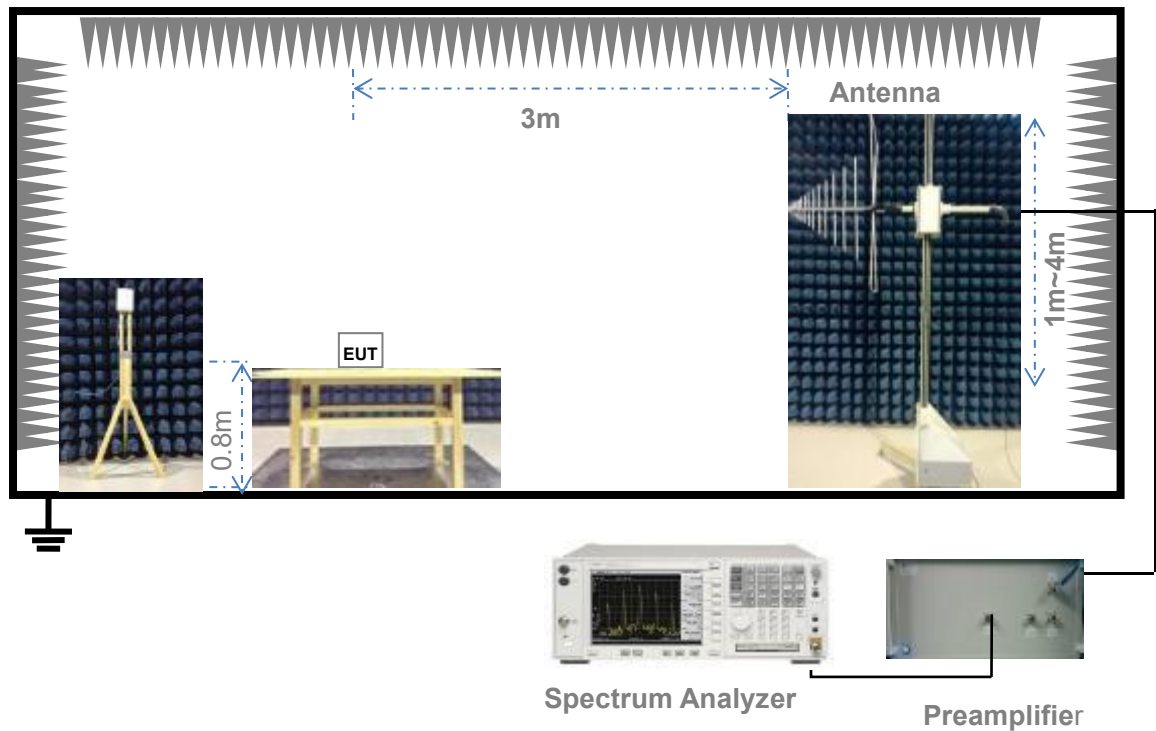 Antenna
3m
1m~4m
EUT
0.8m
Spectrum Analyzer
Preamplifier